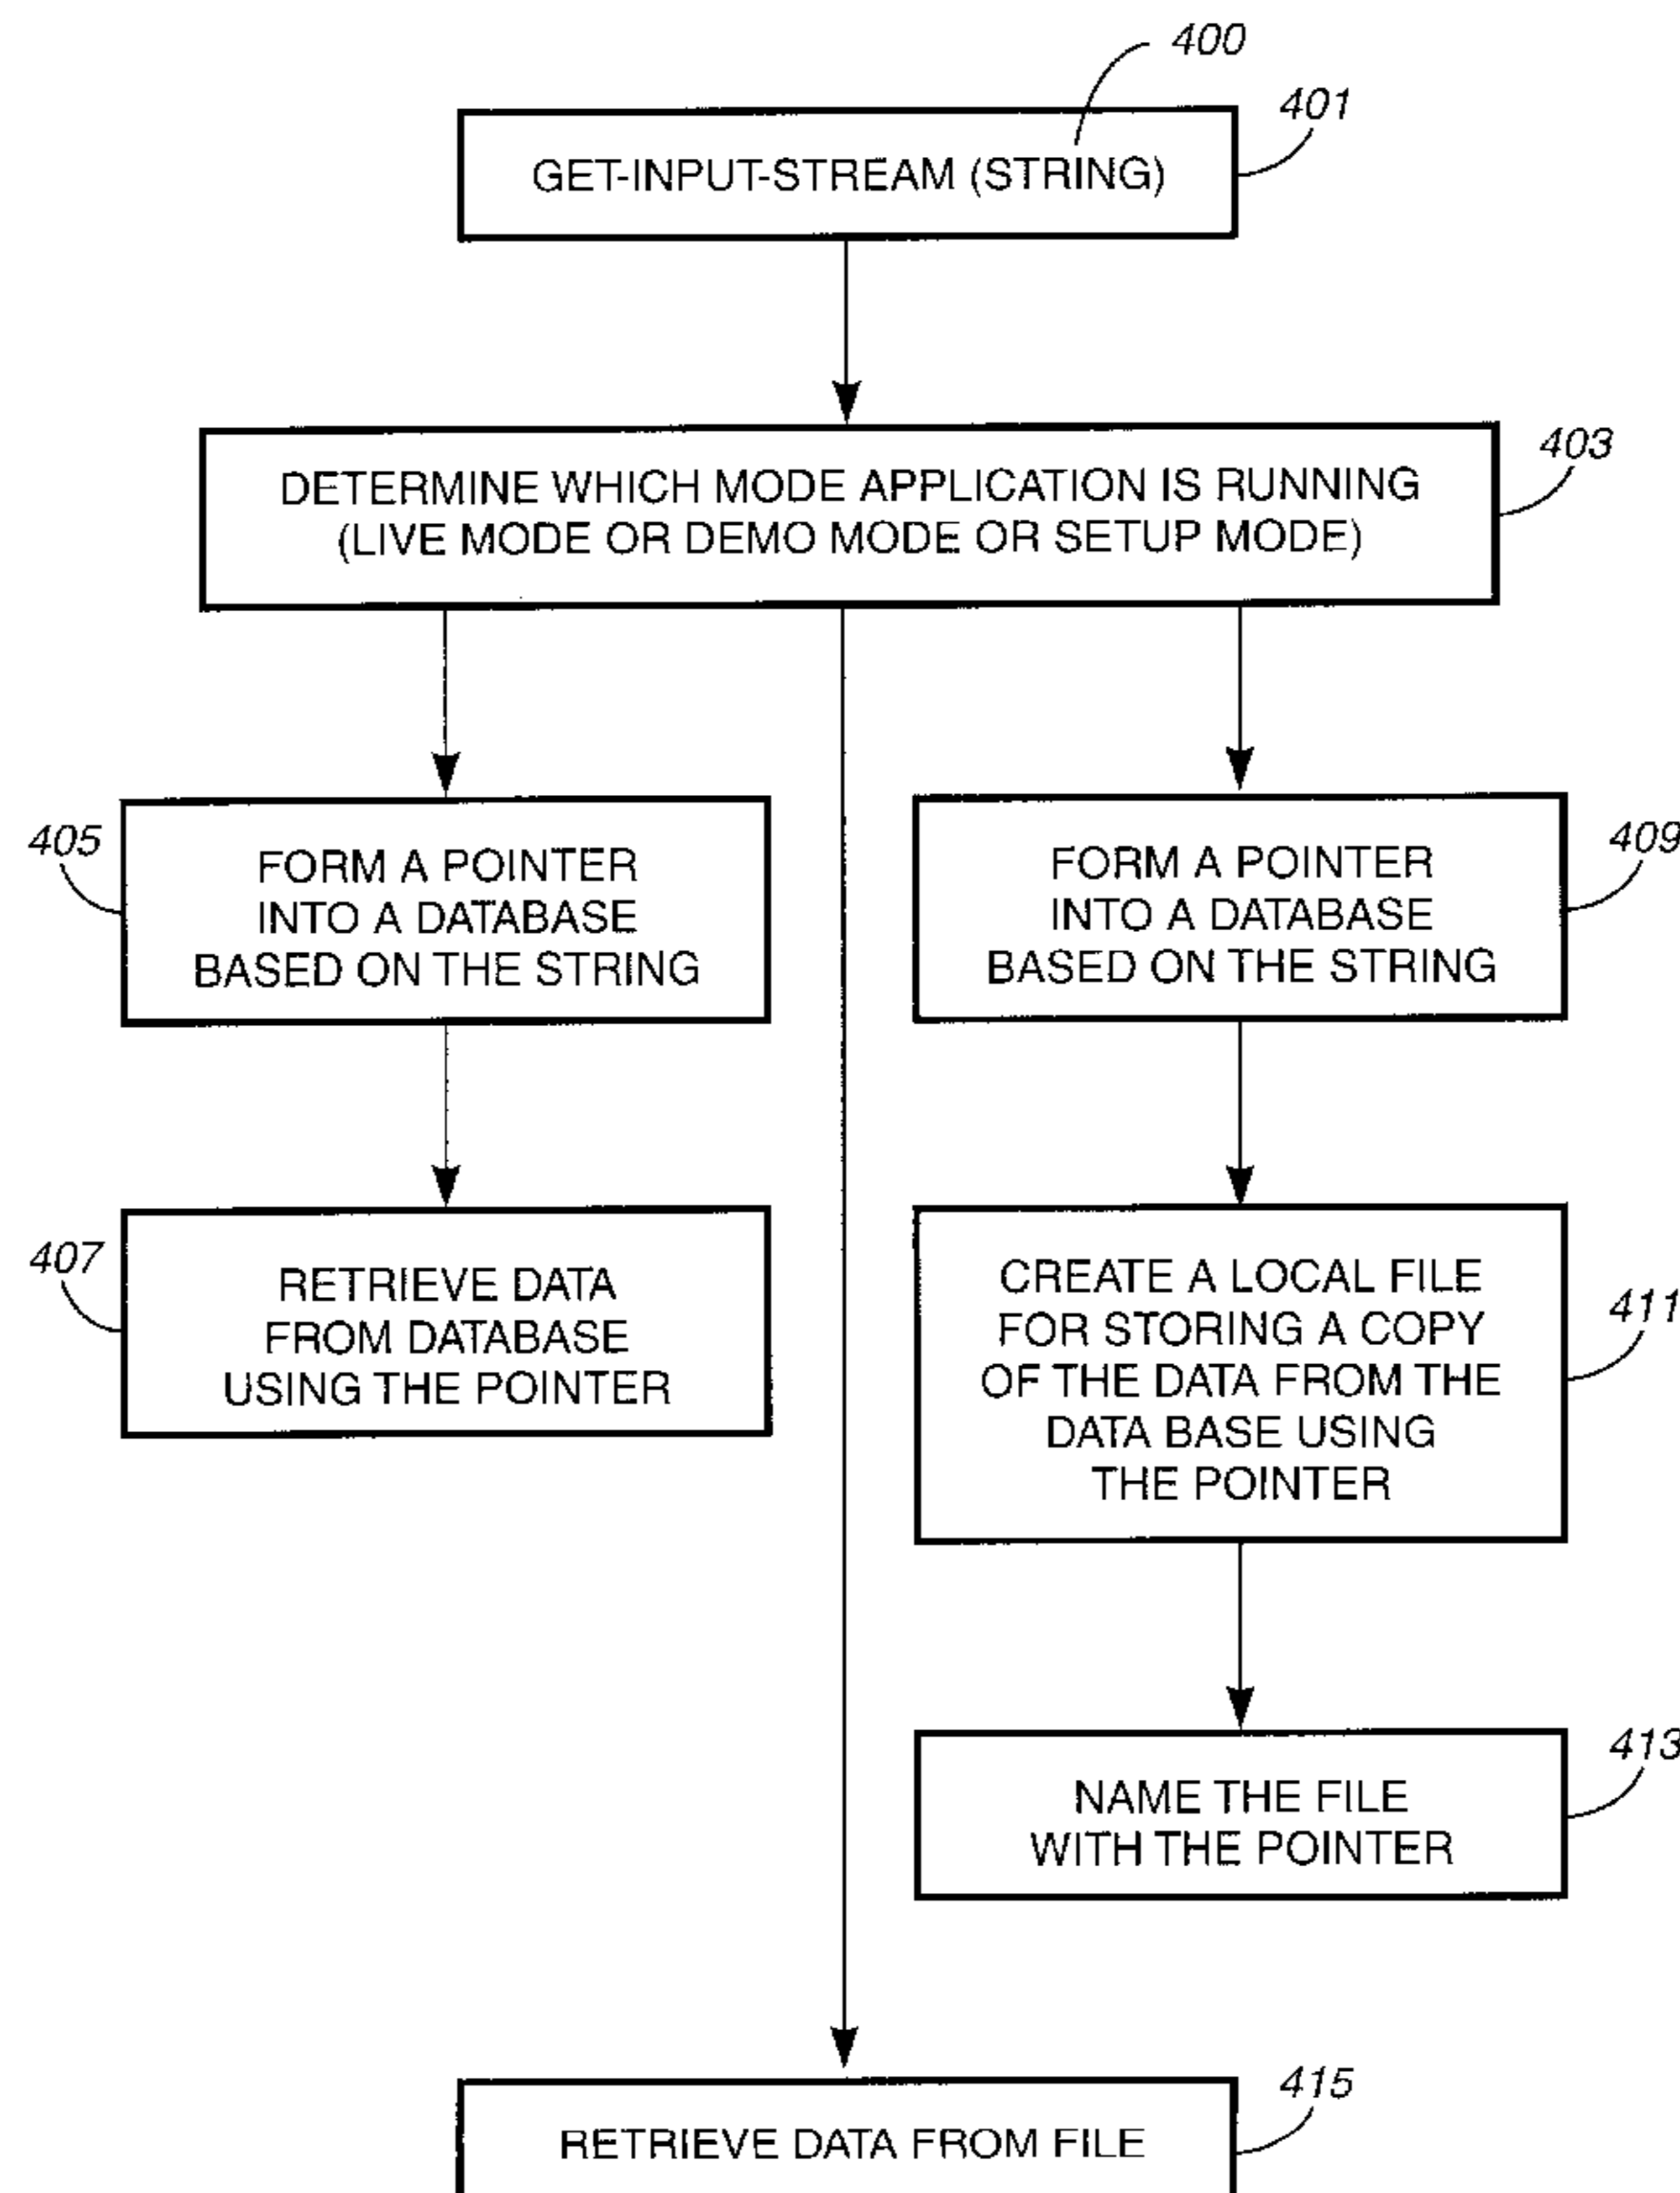 400
401
GET-INPUT-STREAM (STRING)
403
DETERMINE WHICH MODE APPLICATION IS RUNNING
(LIVE MODE OR DEMO MODE OR SETUP MODE)
405
FORM A POINTER
INTO A DATABASE
BASED ON THE STRING
409
FORM A POINTER
INTO A DATABASE
BASED ON THE STRING
407
RETRIEVE DATA
FROM DATABASE
USING THE POINTER
411
CREATE A LOCAL FILE
FOR STORING A COPY
OF THE DATA FROM THE
DATA BASE USING
THE POINTER
413
NAME THE FILE
WITH THE POINTER
415
RETRIEVE DATA FROM FILE